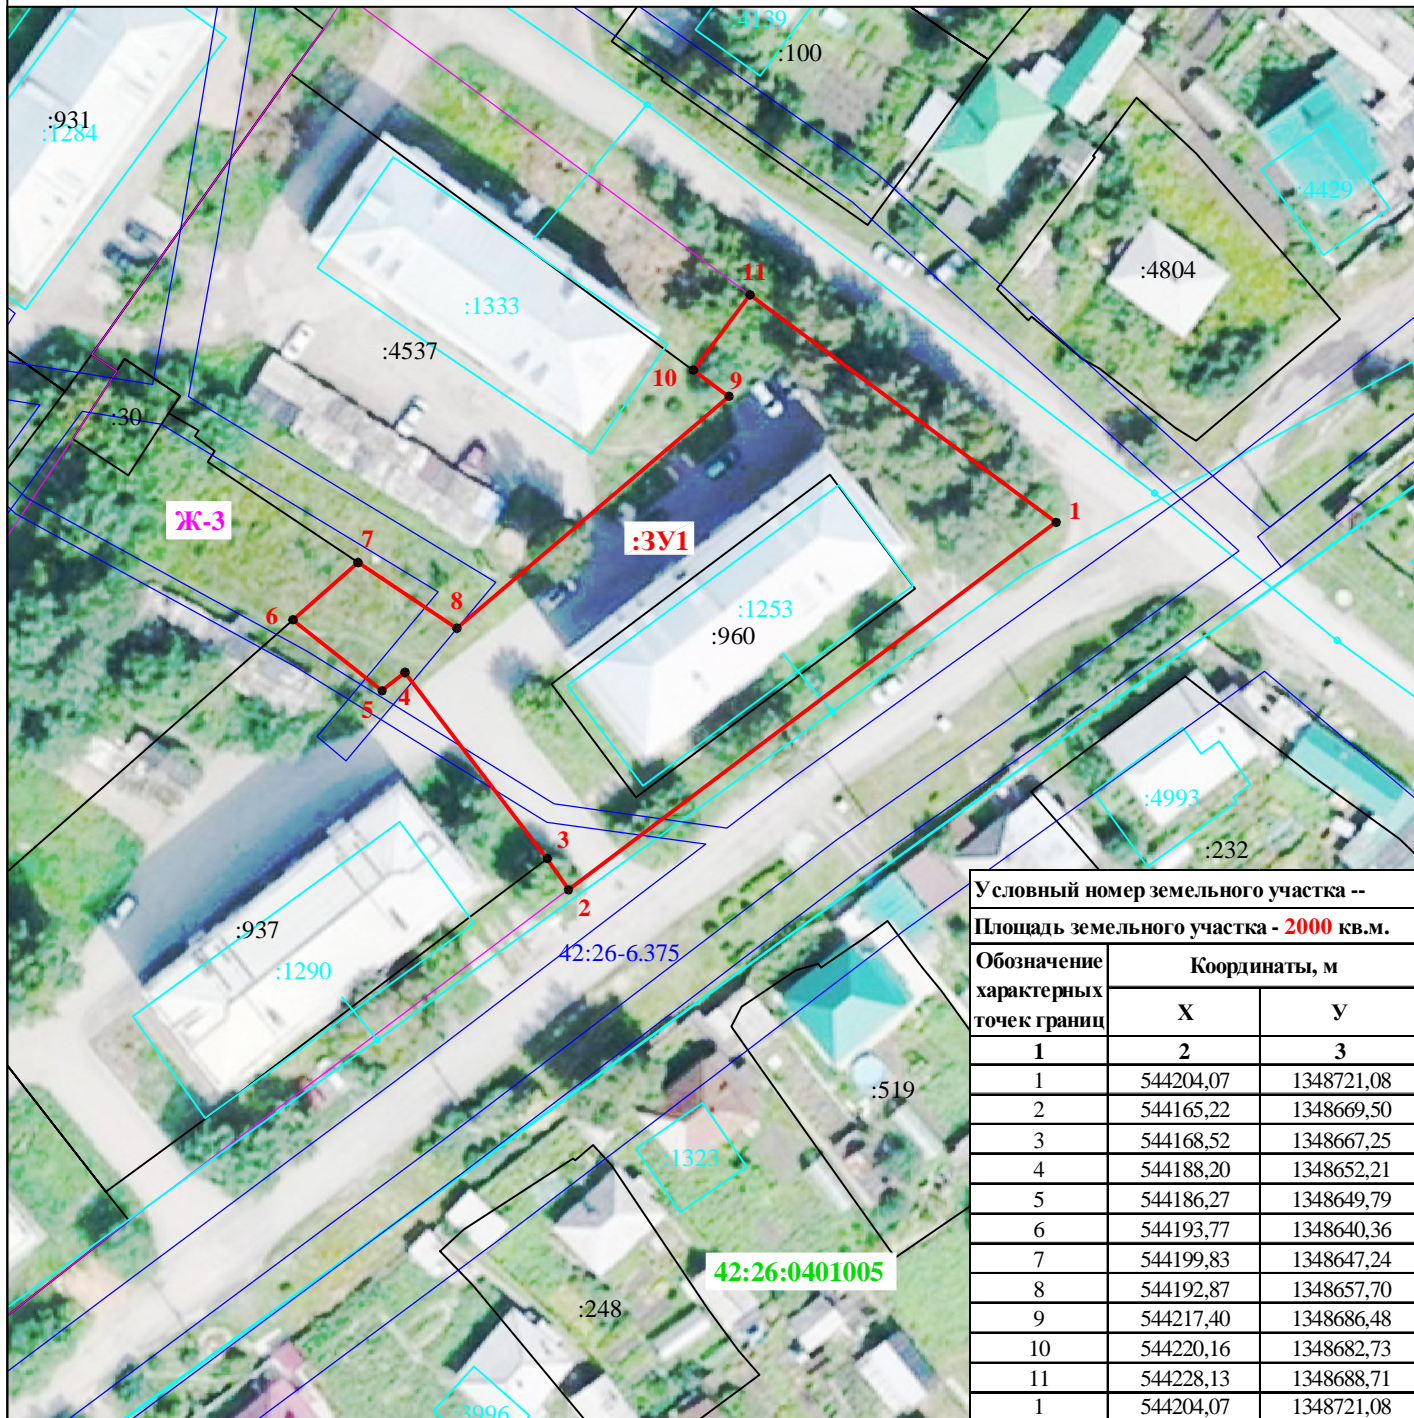 :4139
:100
:931
:1284
:4429
:4804
11
:1333
:4537
10
9
:30
Ж-3
1
7
:ЗУ1
8
6
:1253
:960
4
5
:4993
3
:232
2
:937
42:26-6.375
:1290
:519
:1323
42:26:0401005
:248
:3996
Условный номер земельного участка --
Площадь земельного участка - 2000 кв.м.
Обозначение характерных точек границ
Координаты, м
Х У
1 2 3
1 544204,07 1348721,08
2 544165,22 1348669,50
3 544168,52 1348667,25
4 544188,20 1348652,21
5 544186,27 1348649,79
6 544193,77 1348640,36
7 544199,83 1348647,24
8 544192,87 1348657,70
9 544217,40 1348686,48
10 544220,16 1348682,73
11 544228,13 1348688,71
1 544204,07 1348721,08